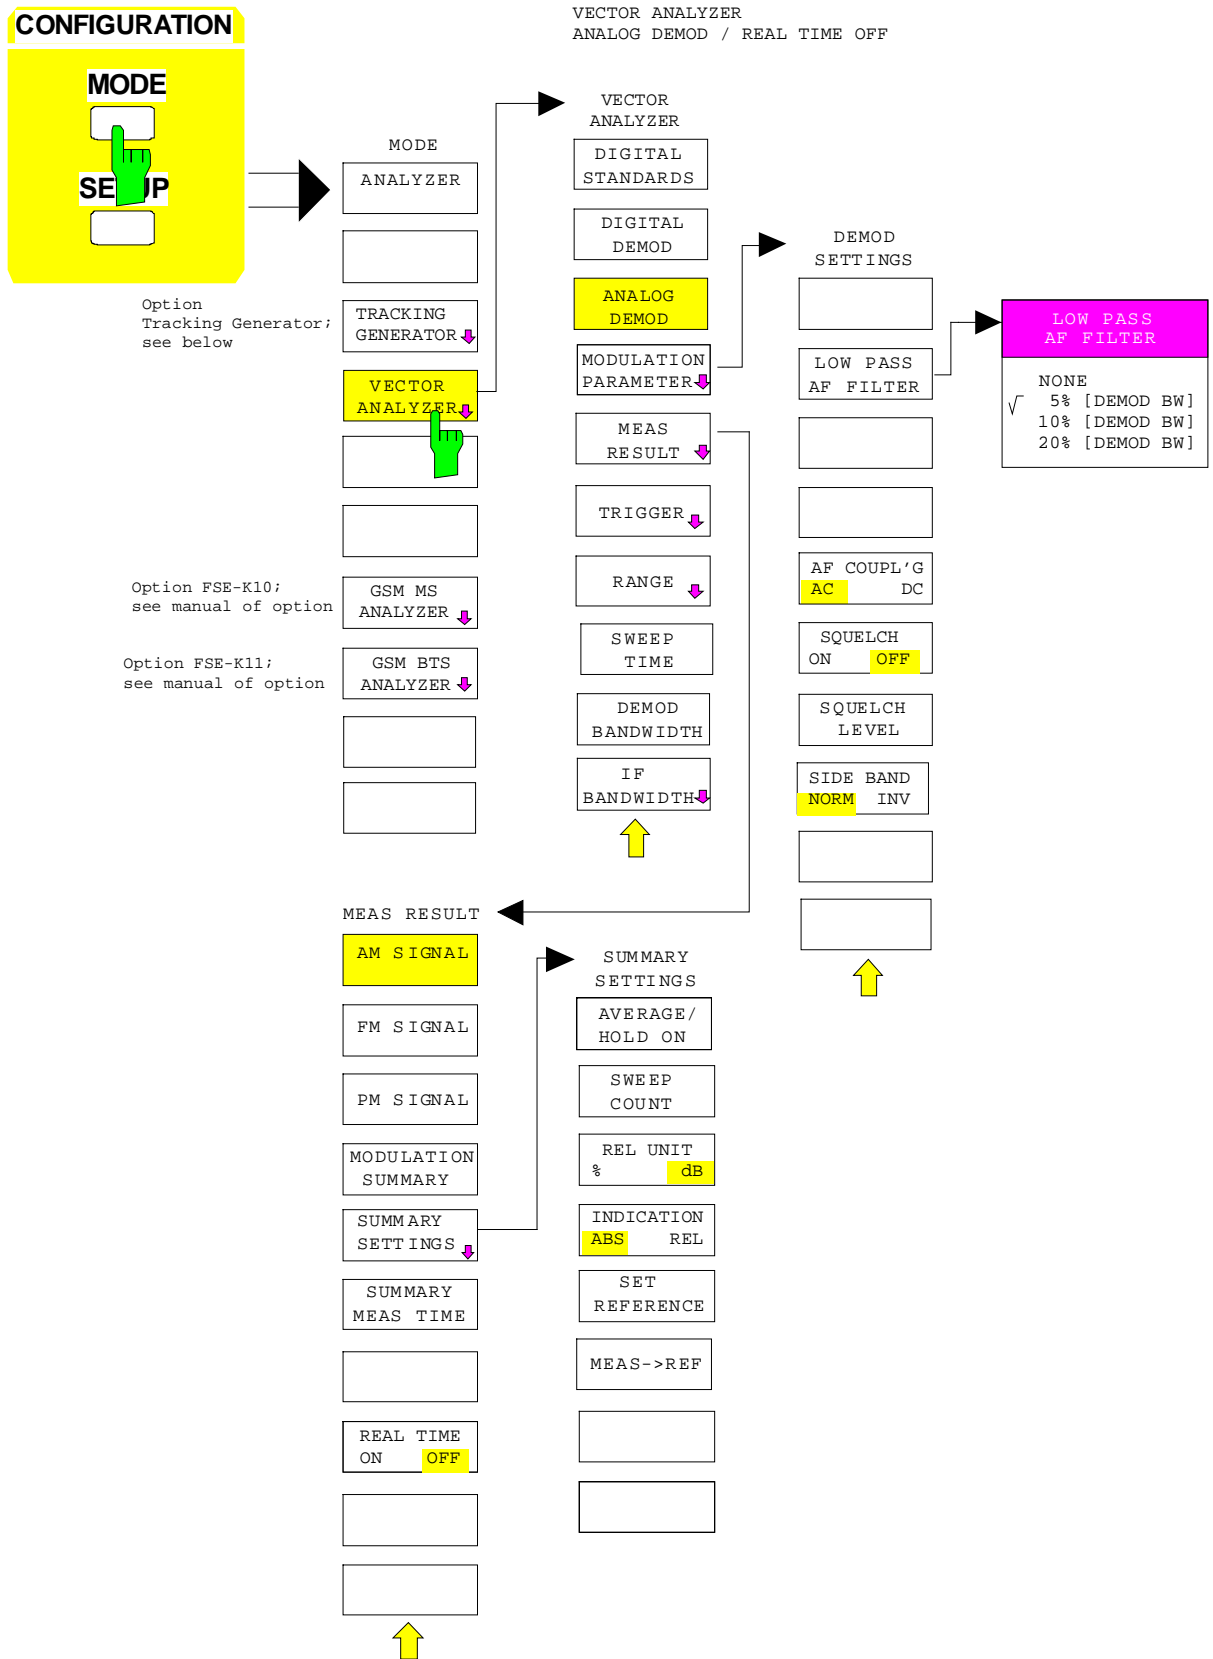 CONFIGURATION
MODE
SETUP
VECTOR ANALYZER
ANALOG DEMOD / REAL TIME OFF
MODE
ANALYZER
Option
Tracking Generator;
see below
TRACKING
GENERATOR
VECTOR
ANALYZER
Option FSE-K10;
see manual of option
GSM MS
ANALYZER
Option FSE-K11;
see manual of option
GSM BTS
ANALYZER
VECTOR
ANALYZER
DIGITAL
STANDARDS
DIGITAL
DEMOD
ANALOG
DEMOD
MODULATION
PARAMETER
MEAS
RESULT
TRIGGER
RANGE
SWEEP
TIME
DEMOD
BANDWIDTH
IF
BANDWIDTH
DEMOD
SETTINGS
LOW PASS
AF FILTER
AF COUPL'G
AC DC
SQUELCH
ON OFF
SQUELCH
LEVEL
SIDE BAND
NORM INV
LOW PASS
AF FILTER
NONE
√ 5% [DEMOD BW]
10% [DEMOD BW]
20% [DEMOD BW]
MEAS RESULT
AM SIGNAL
FM SIGNAL
PM SIGNAL
MODULATION
SUMMARY
SUMMARY
SETTINGS
SUMMARY
MEAS TIME
REAL TIME
ON OFF
SUMMARY
SETTINGS
AVERAGE/
HOLD ON
SWEEP
COUNT
REL UNIT
% dB
INDICATION
ABS REL
SET
REFERENCE
MEAS->REF